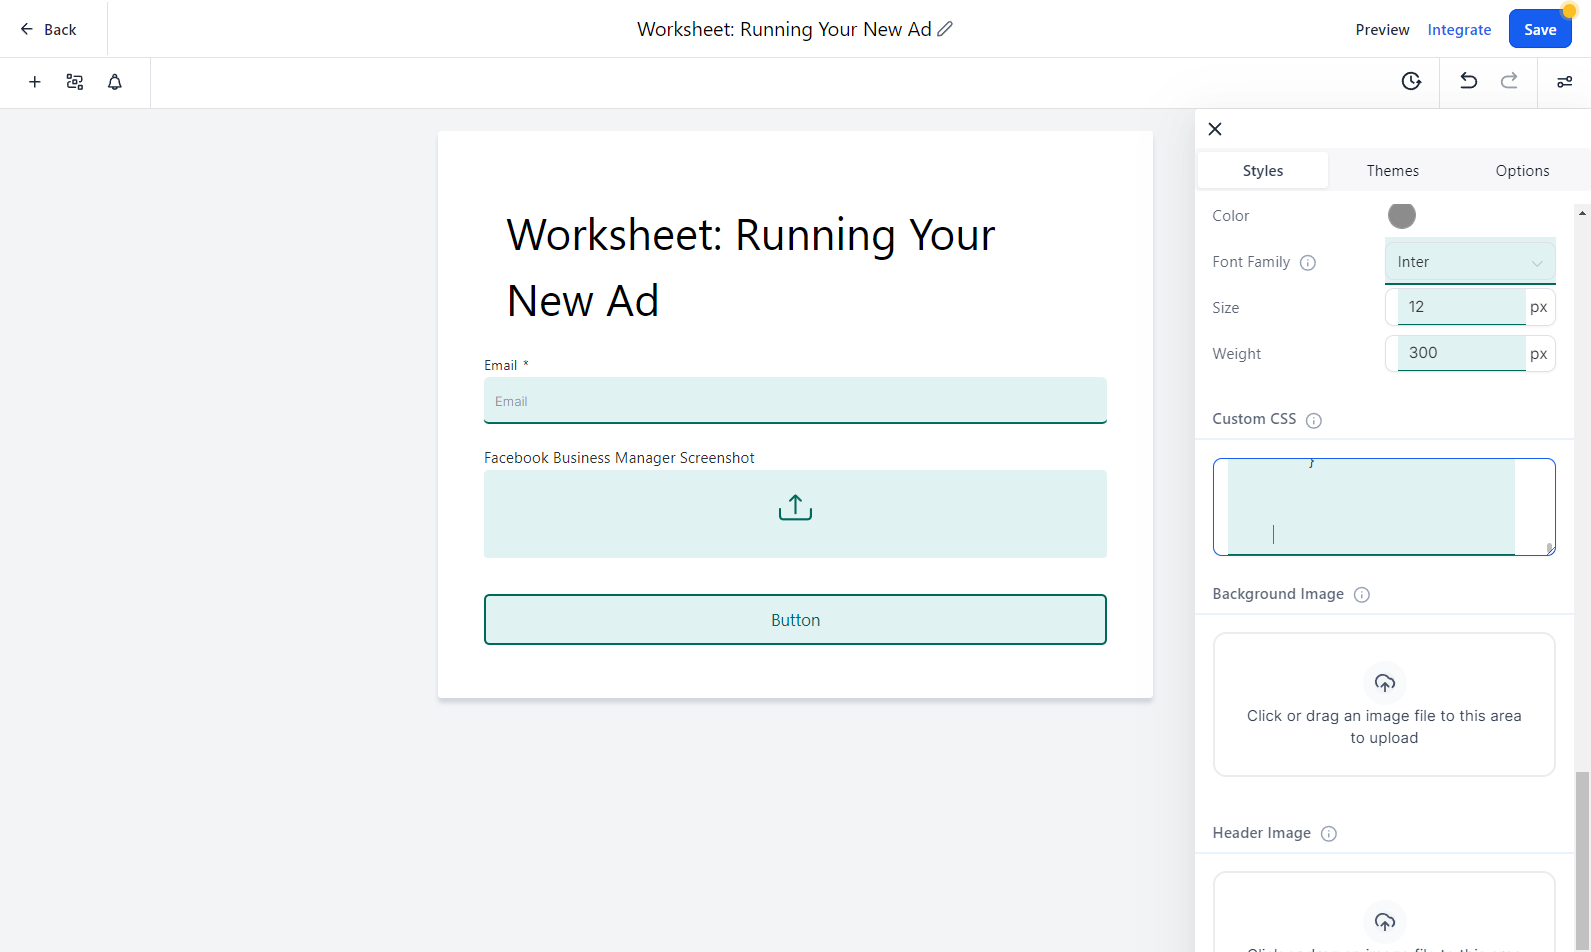 Back
Worksheet: Running Your New Ad
Preview
Integrate
Save
Styles
Themes
Options
Color
Font Family
Inter
Size
12
px
Weight
300
px
Custom CSS
}
Background Image
Click or drag an image file to this area
to upload
Header Image
Worksheet: Running Your
New Ad
Email *
Email
Facebook Business Manager Screenshot
Button